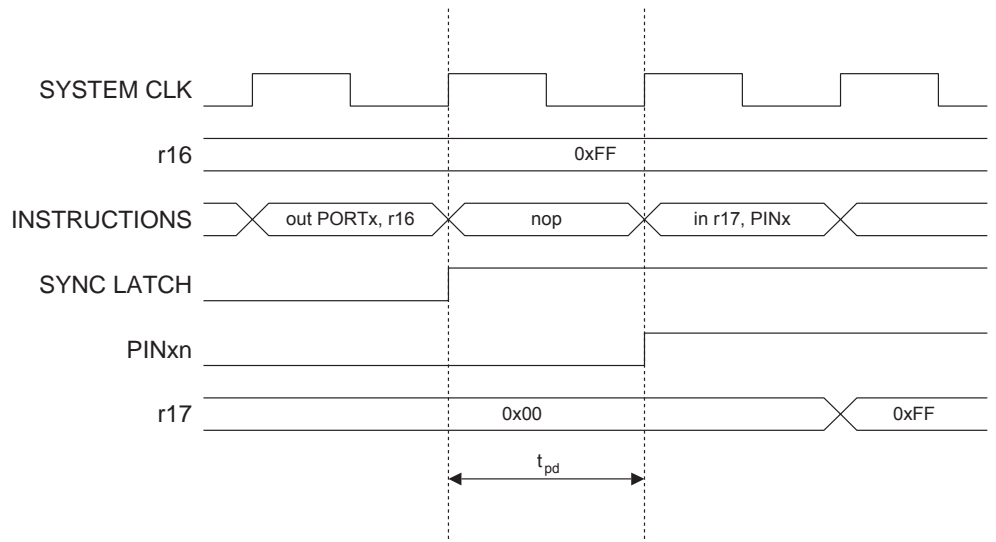 SYSTEM CLK
r16
0xFF
INSTRUCTIONS
out PORTx, r16
nop
in r17, PINx
SYNC LATCH
PINxn
r17
0x00
0xFF
tpd